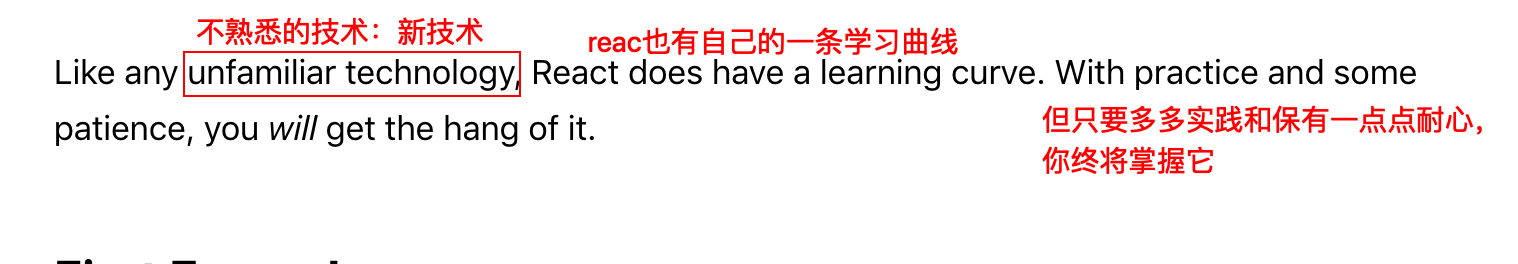 不熟悉的技术：新技术
reac也有自己的一条学习曲线
Like any unfamiliar technology, React does have a learning curve. With practice and some
但只要多多实践和保有一点点耐心，
patience, you will get the hang of it.
你终将掌握它